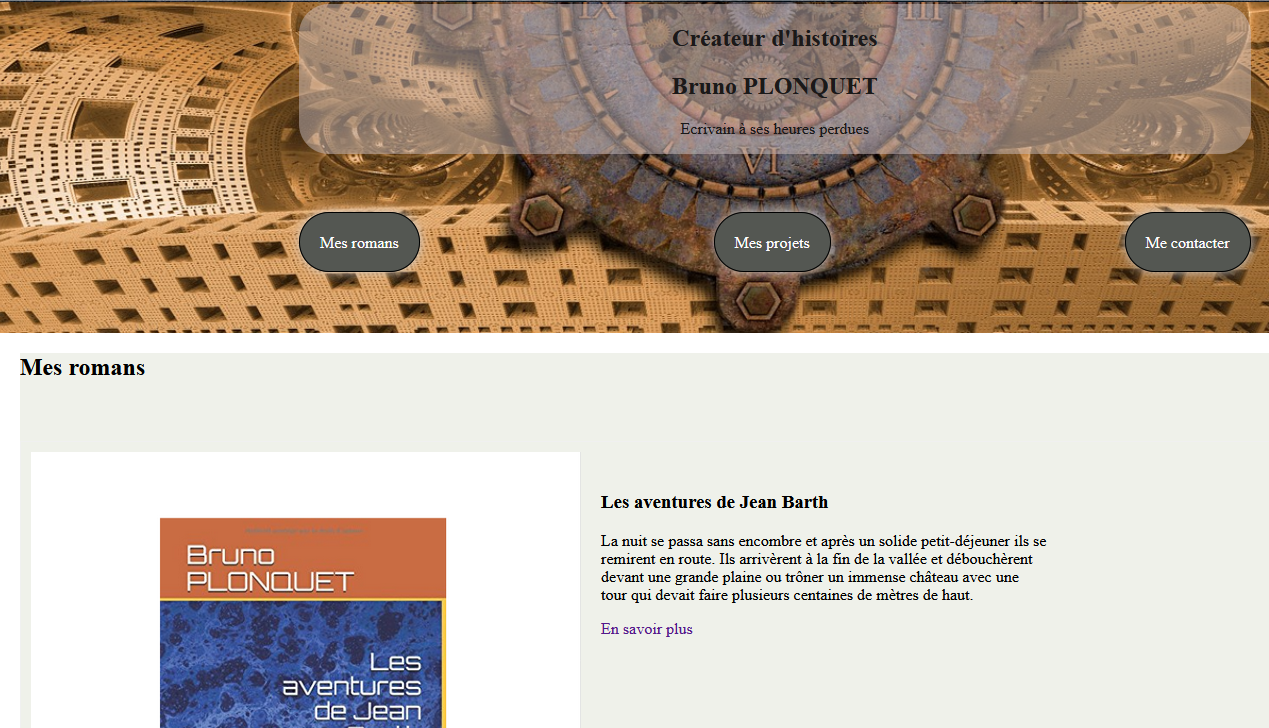 IX
III
Créateur d'histoires
Bruno PLONQUET
Ecrivain à ses heures perdues
VI
Mes romans
Mes projets
Me contacter
Mes romans
Bruno
PLONQUET
Les
aventures
de Jean
Les aventures de Jean Barth
La nuit se passa sans encombre et après un solide petit-déjeuner ils se
remirent en route. Ils arrivèrent à la fin de la vallée et débouchèrent
devant une grande plaine ou trôner un immense château avec une
tour qui devait faire plusieurs centaines de mètres de haut.
En savoir plus